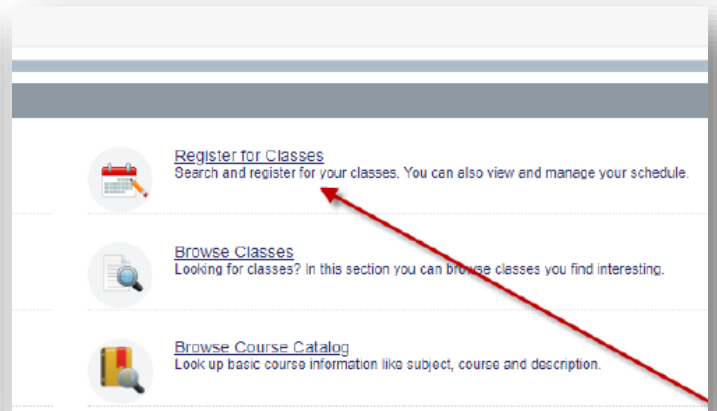 Register for Classes
Search and register for your classes. You can also view and manage your schedule.
Browse Classes
Looking for classes? In this section you can browse classes you find interesting.
Browse Course Catalog
Look up basic course information like subject, course and description.